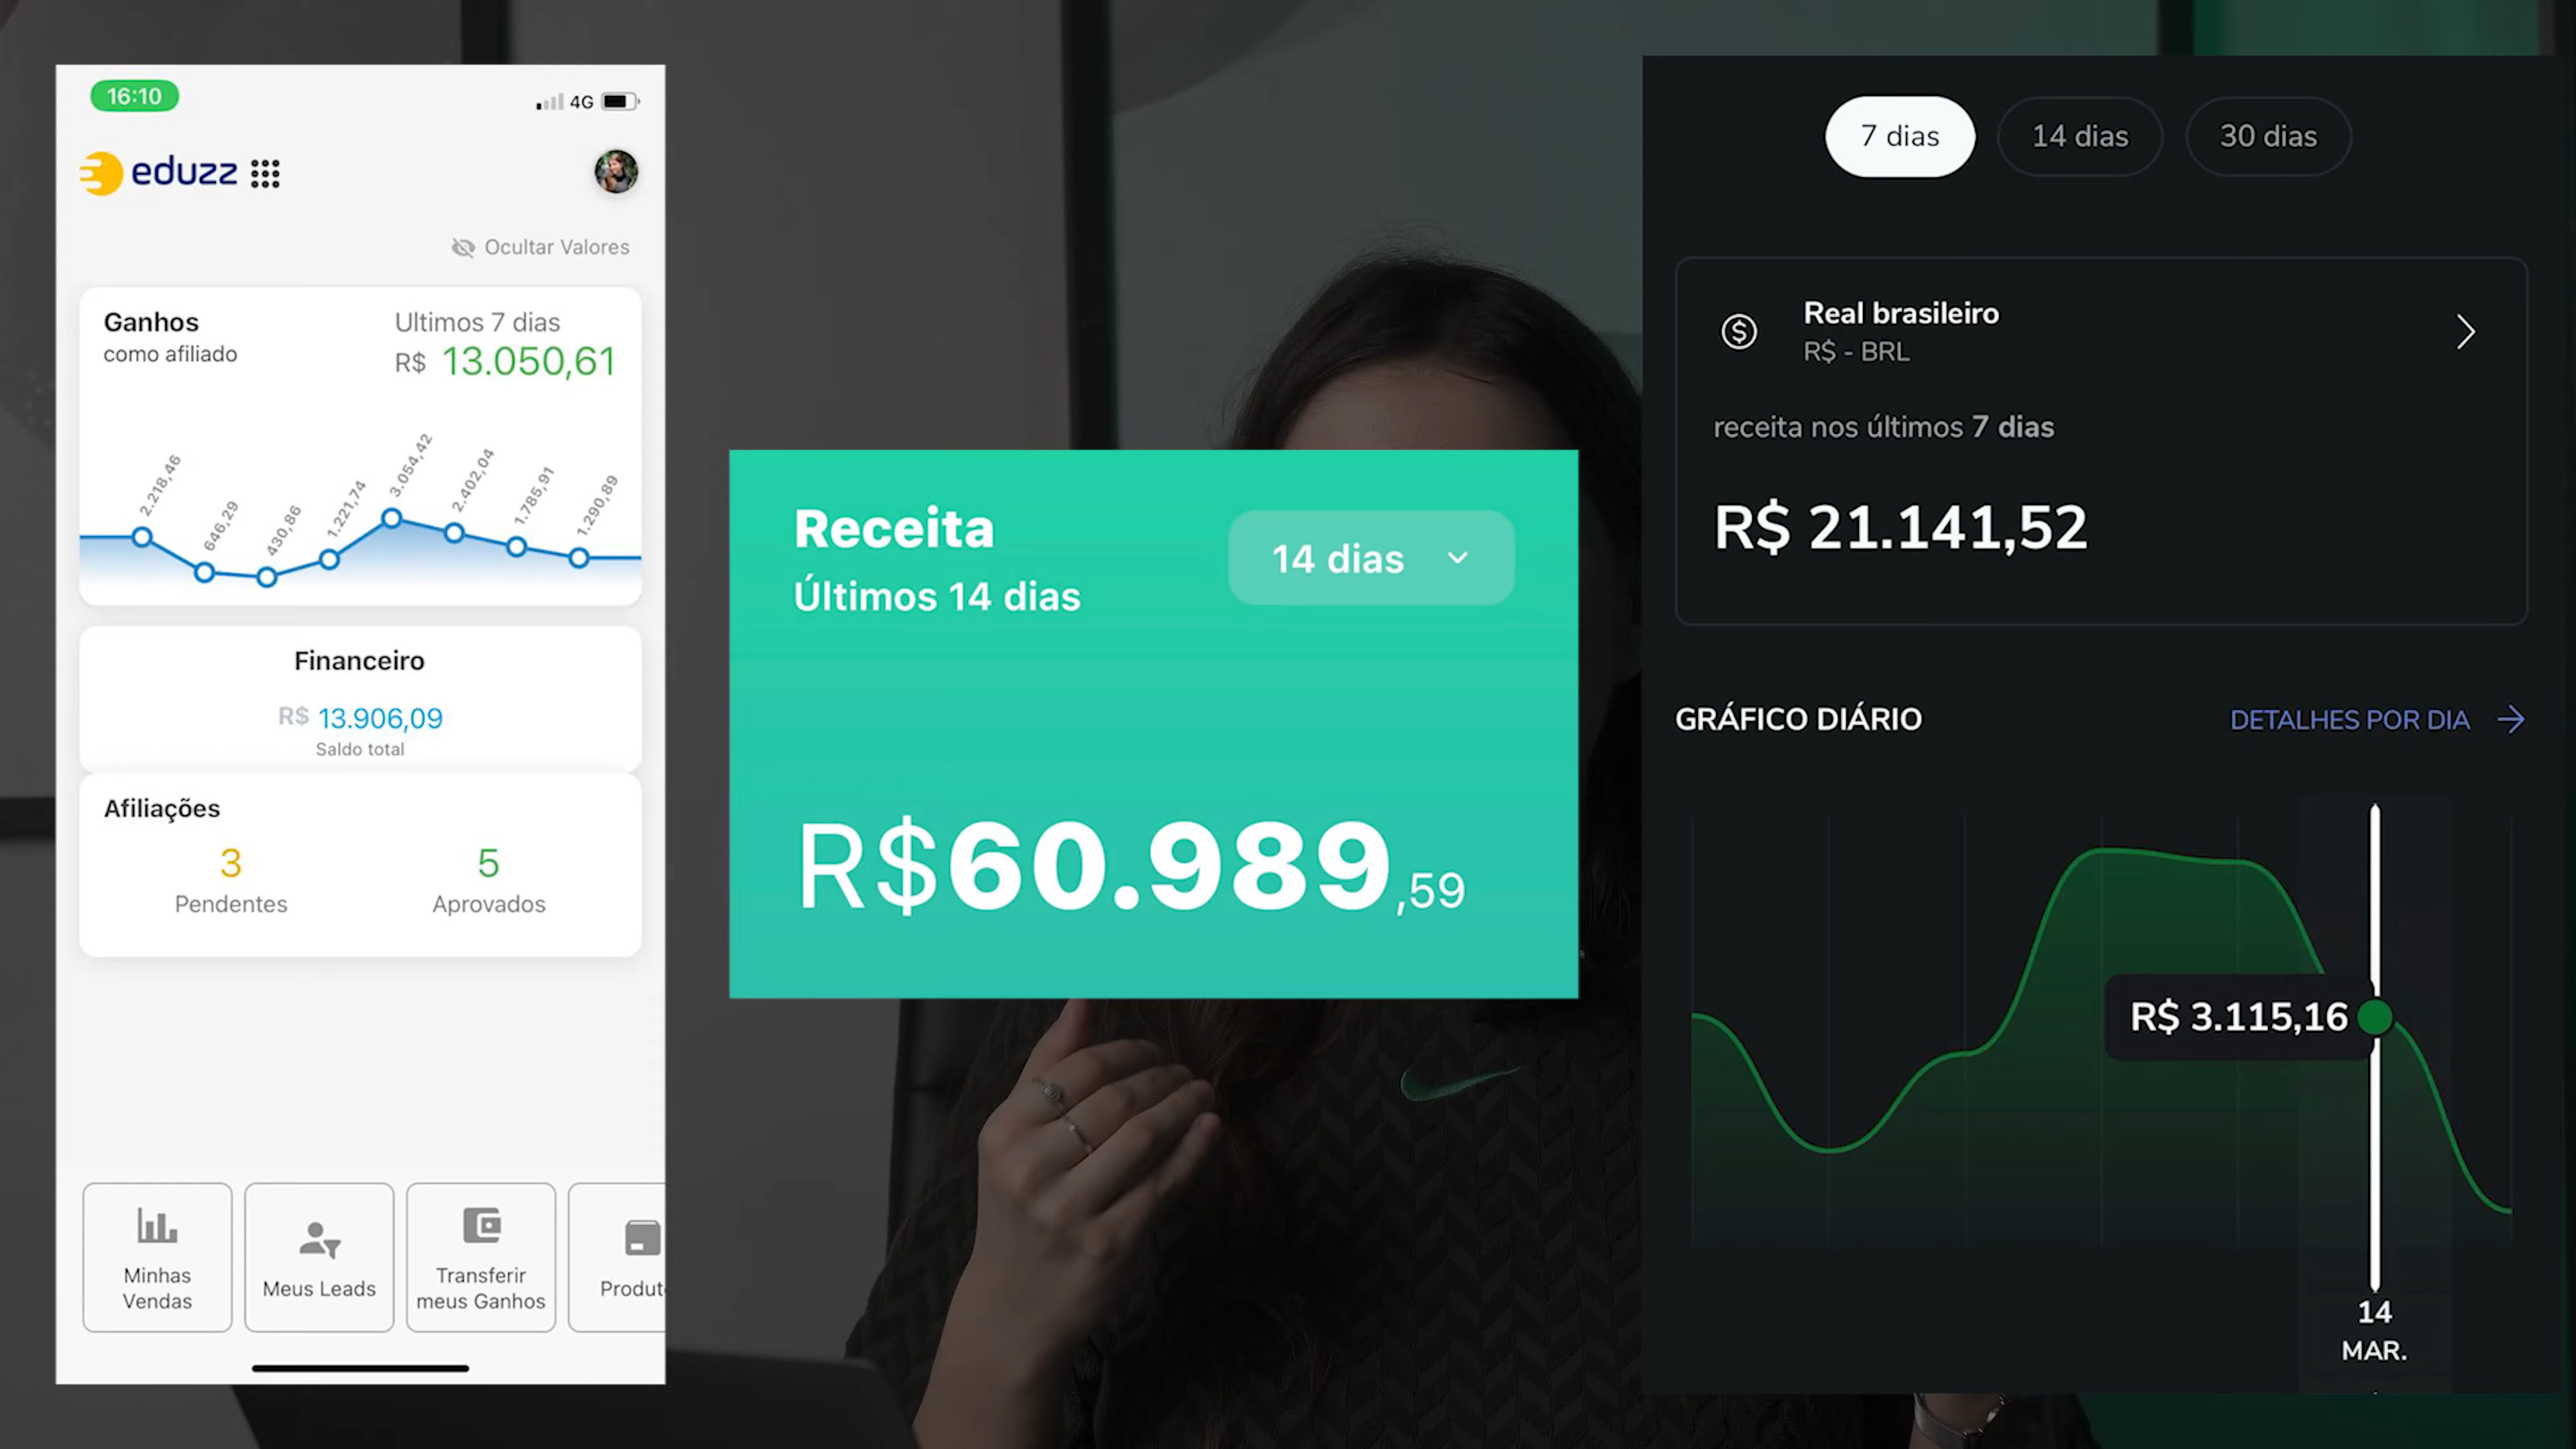 16:10
4G
eduzz
Ocultar Valores
Ganhos
como afiliado
Ultimos 7 dias
R$ 13.050,61
2.218,46
646,29
430,86
1.221,74
3.054,42
2.402,04
1.785,91
1.290,89
Financeiro
R$ 13.906,09
Saldo total
Afiliações
3
Pendentes
5
Aprovados
Minhas
Vendas
Meus Leads
Transferir
meus Ganhos
Produt
Receita
Últimos 14 dias
14 dias
R$60.989,59
7 dias
14 dias
30 dias
Real brasileiro
R$ - BRL
receita nos últimos 7 dias
R$ 21.141,52
GRÁFICO DIÁRIO
DETALHES POR DIA
R$ 3.115,16
14
MAR.